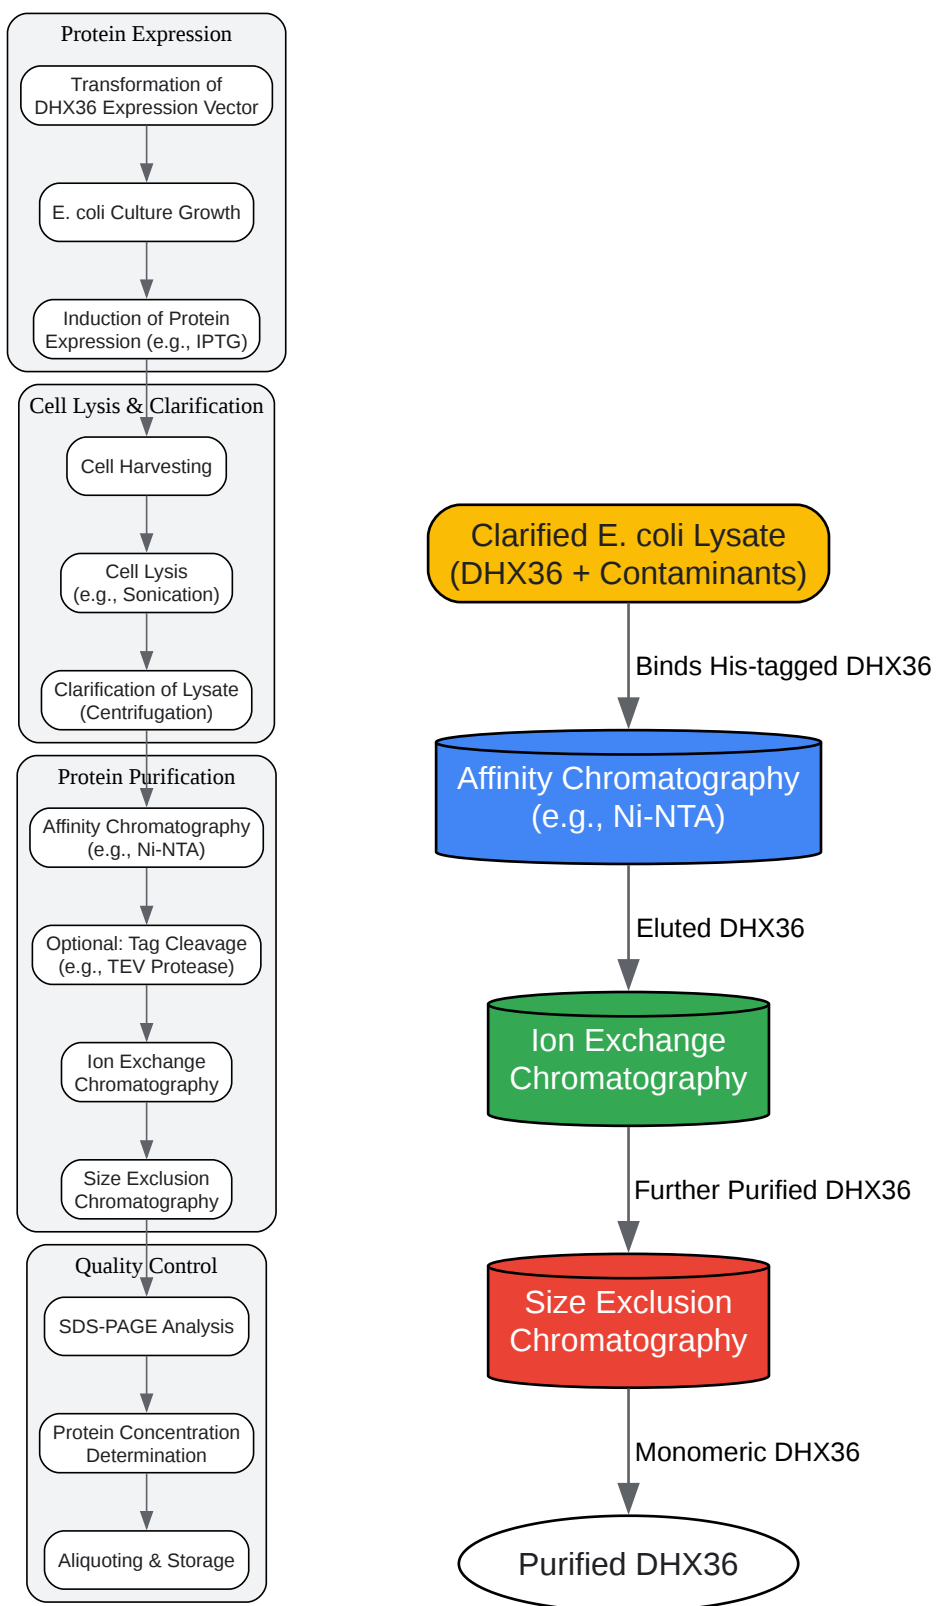 Protein Expression
Transformation of
DHX36 Expression Vector
E. coli Culture Growth
Induction of Protein
Expression (e.g., IPTG)
Cell Lysis & Clarification
Cell Harvesting
Cell Lysis
(e.g., Sonication)
Clarification of Lysate
(Centrifugation)
Protein Purification
Affinity Chromatography
(e.g., Ni-NTA)
Optional: Tag Cleavage
(e.g., TEV Protease)
Ion Exchange
Chromatography
Size Exclusion
Chromatography
Quality Control
SDS-PAGE Analysis
Protein Concentration
Determination
Aliquoting & Storage
Clarified E. coli Lysate
(DHX36 + Contaminants)
Binds His-tagged DHX36
Affinity Chromatography
(e.g., Ni-NTA)
Eluted DHX36
Ion Exchange
Chromatography
Further Purified DHX36
Size Exclusion
Chromatography
Monomeric DHX36
Purified DHX36